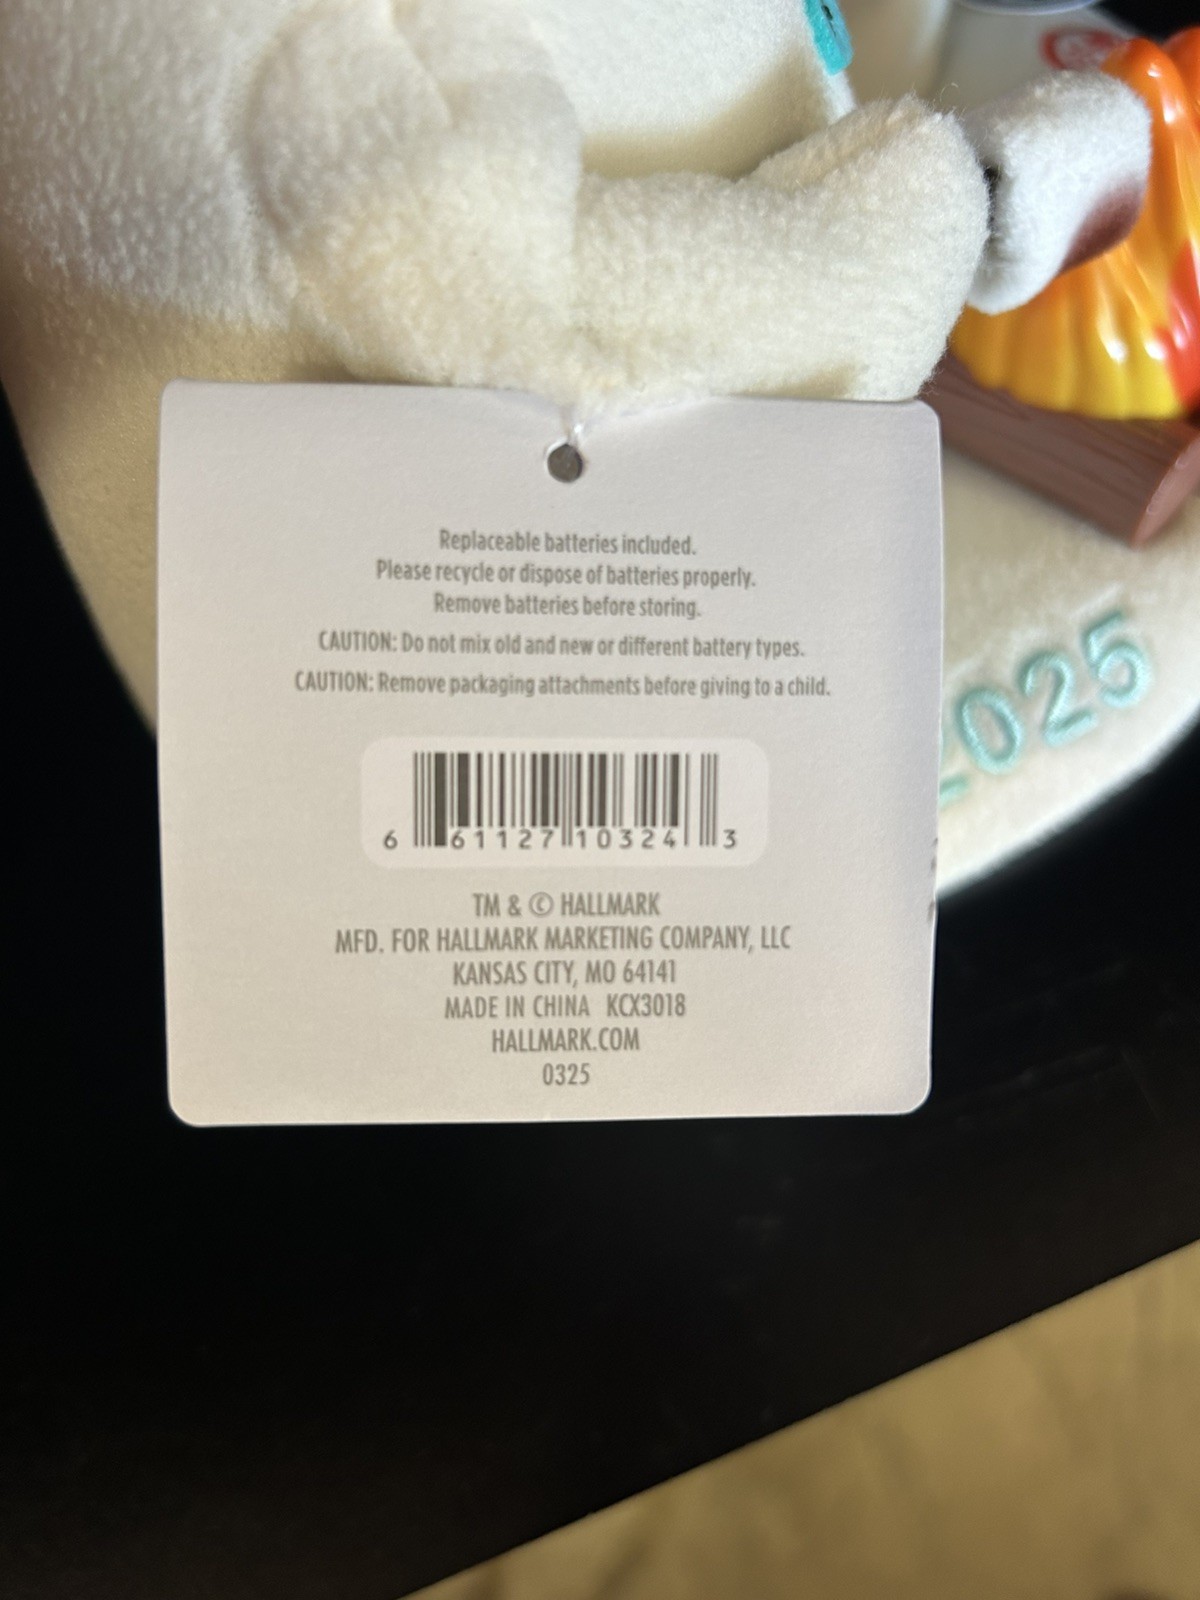 Replaceable batteries included.
Please recycle or dispose of batteries properly.
Remove batteries before storing.
CAUTION: Do not mix old and new or different battery types.
CAUTION: Remove packaging attachments before giving to a child.
6 61127 10324 3
TM & © HALLMARK
MFD. FOR HALLMARK MARKETING COMPANY, LLC
KANSAS CITY, MO 64141
MADE IN CHINA KCX3018
HALLMARK.COM
0325
2025